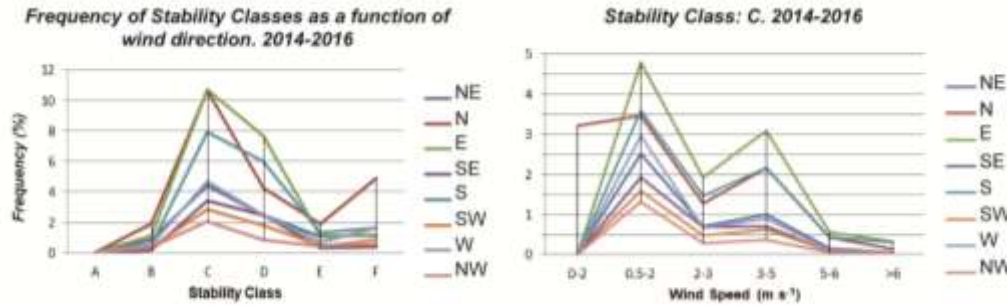 Frequency of Stability Classes as a function of
wind direction. 2014-2016
Frequency (%)
12
10
8
6
4
2
0
A B C D E F
Stability Class
NE
N
E
SE
S
SW
W
NW
Stability Class: C. 2014-2016
5
4
3
2
1
0
0-2 0.5-2 2-3 3-5 5-6 >6
Wind Speed (m s⁻¹)
NE
N
E
SE
S
SW
W
NW